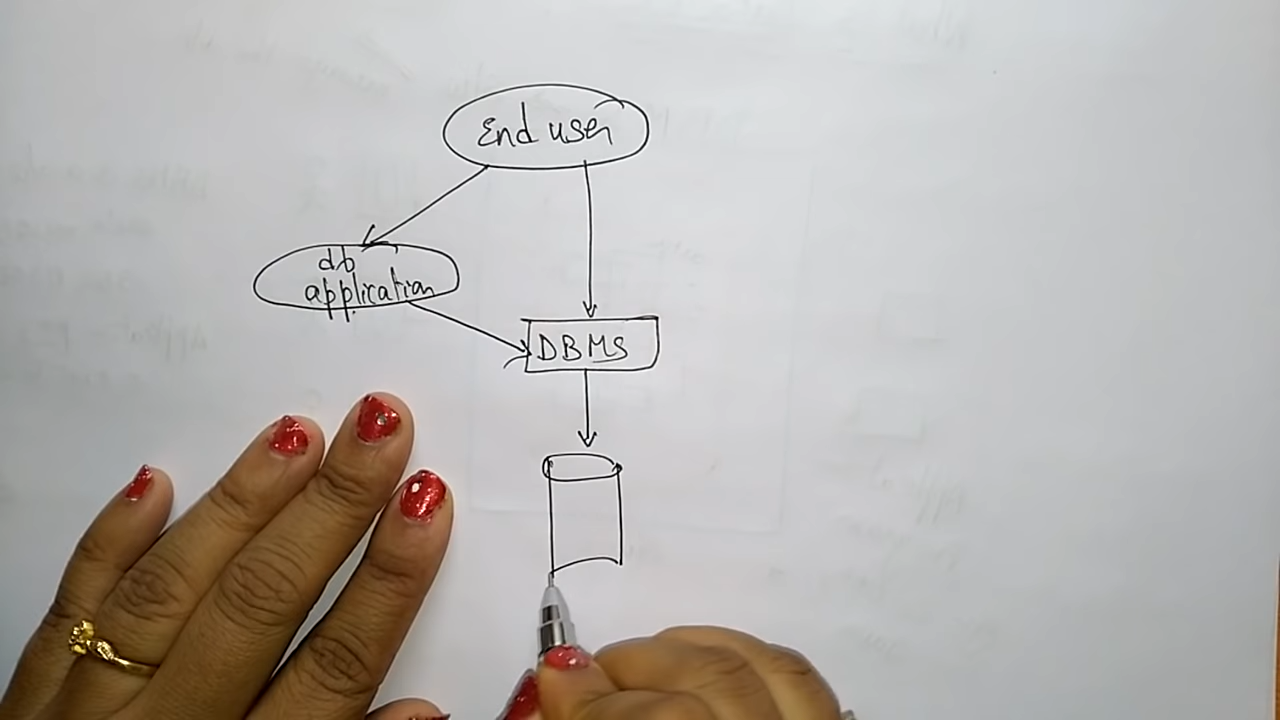 End user
db
application
DBMS